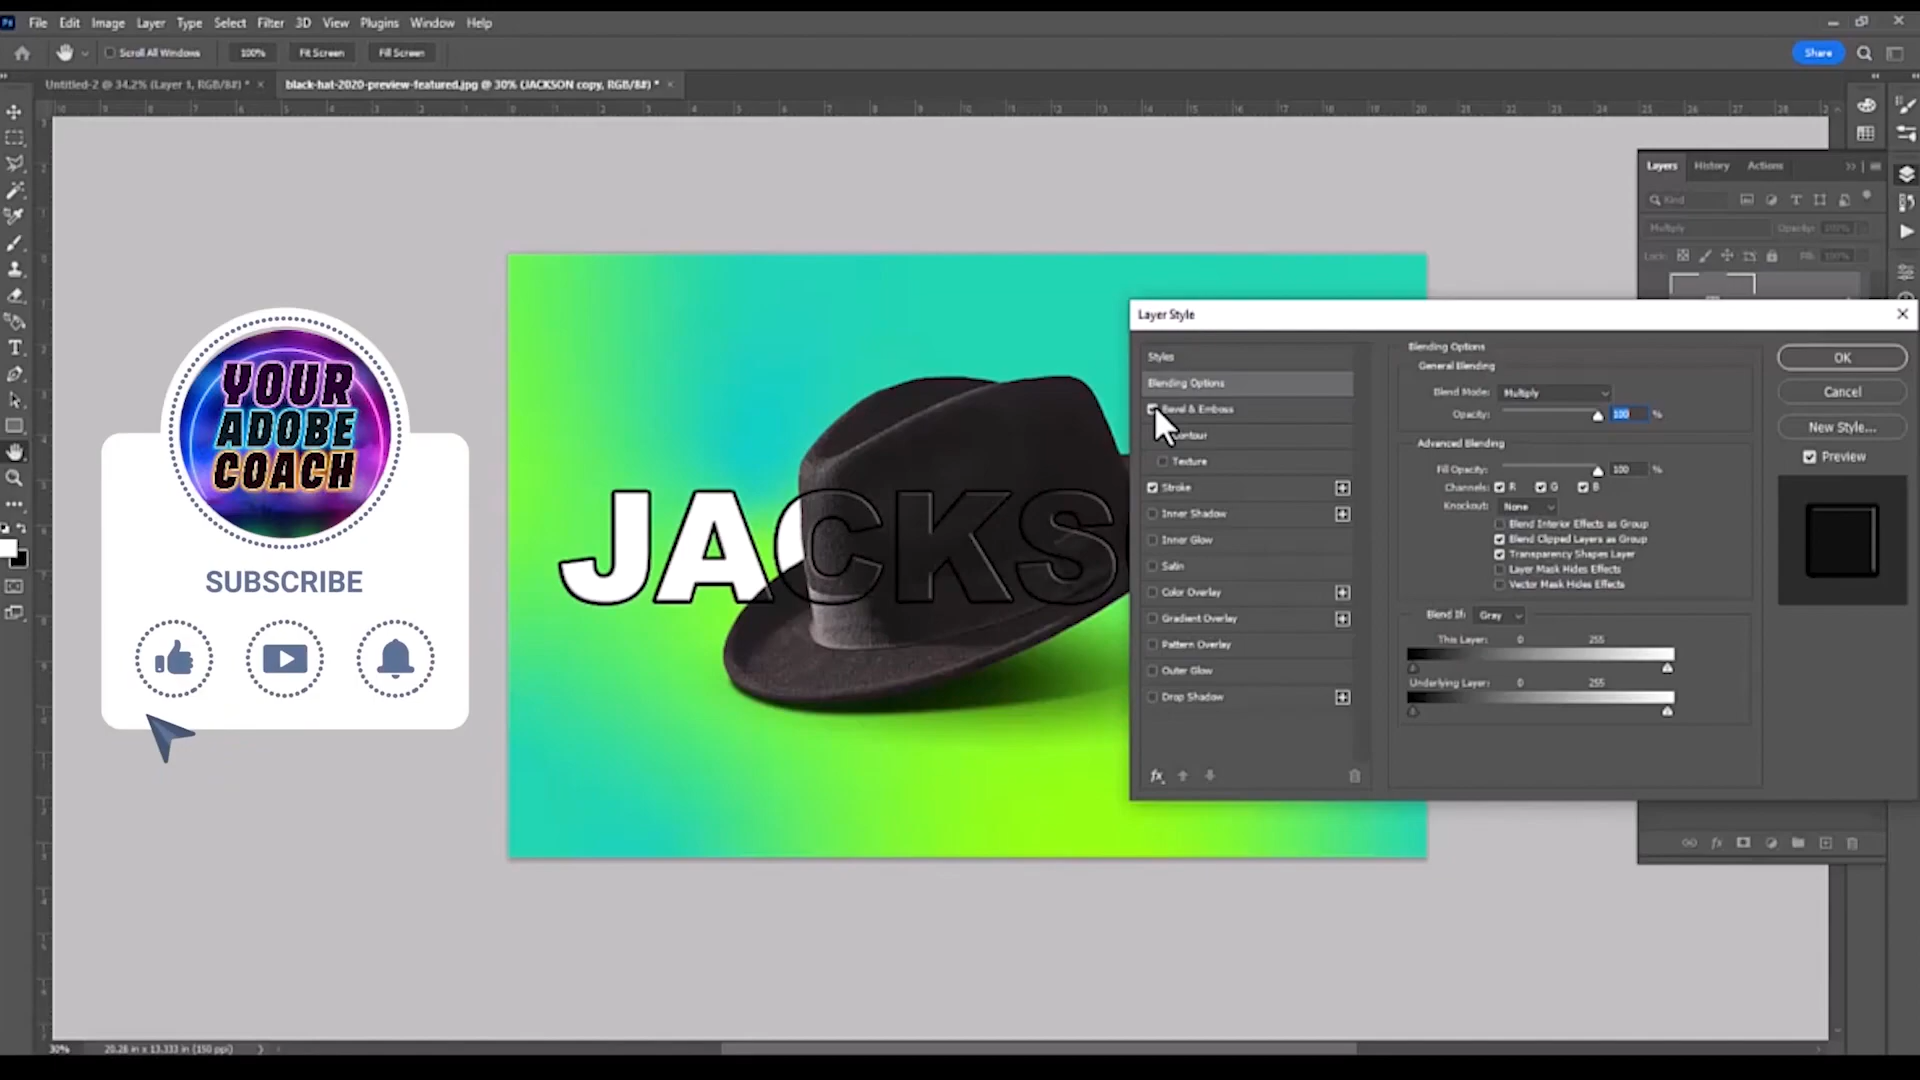 Ps File Edit Image Layer Type Select Filter 3D View Plugins Window Help
Scroll All Windows 100% Fit Screen Fill Screen Share
Untitled-2 @ 34.2% (Layer 1, RGB/8#) * × black-hat-2020-preview-featured.jpg @ 30% (JACKSON copy, RGB/8#) * ×
Layers History Actions
Kind
Multiply Opacity: 100%
Lock: Fill: 100%
YOUR
ADOBE
COACH
SUBSCRIBE
JACKS
Layer Style
Styles
Blending Options
Bevel & Emboss
Contour
Texture
Stroke
Inner Shadow
Inner Glow
Satin
Color Overlay
Gradient Overlay
Pattern Overlay
Outer Glow
Drop Shadow
fx
Blending Options
General Blending
Blend Mode: Multiply
Opacity: 100 %
Advanced Blending
Fill Opacity: 100 %
Channels: R G B
Knockout: None
Blend Interior Effects as Group
Blend Clipped Layers as Group
Transparency Shapes Layer
Layer Mask Hides Effects
Vector Mask Hides Effects
Blend If: Gray
This Layer: 0 255
Underlying Layer: 0 255
OK
Cancel
New Style...
Preview
fx
30% 20.28 in x 13.333 in (150 ppi)